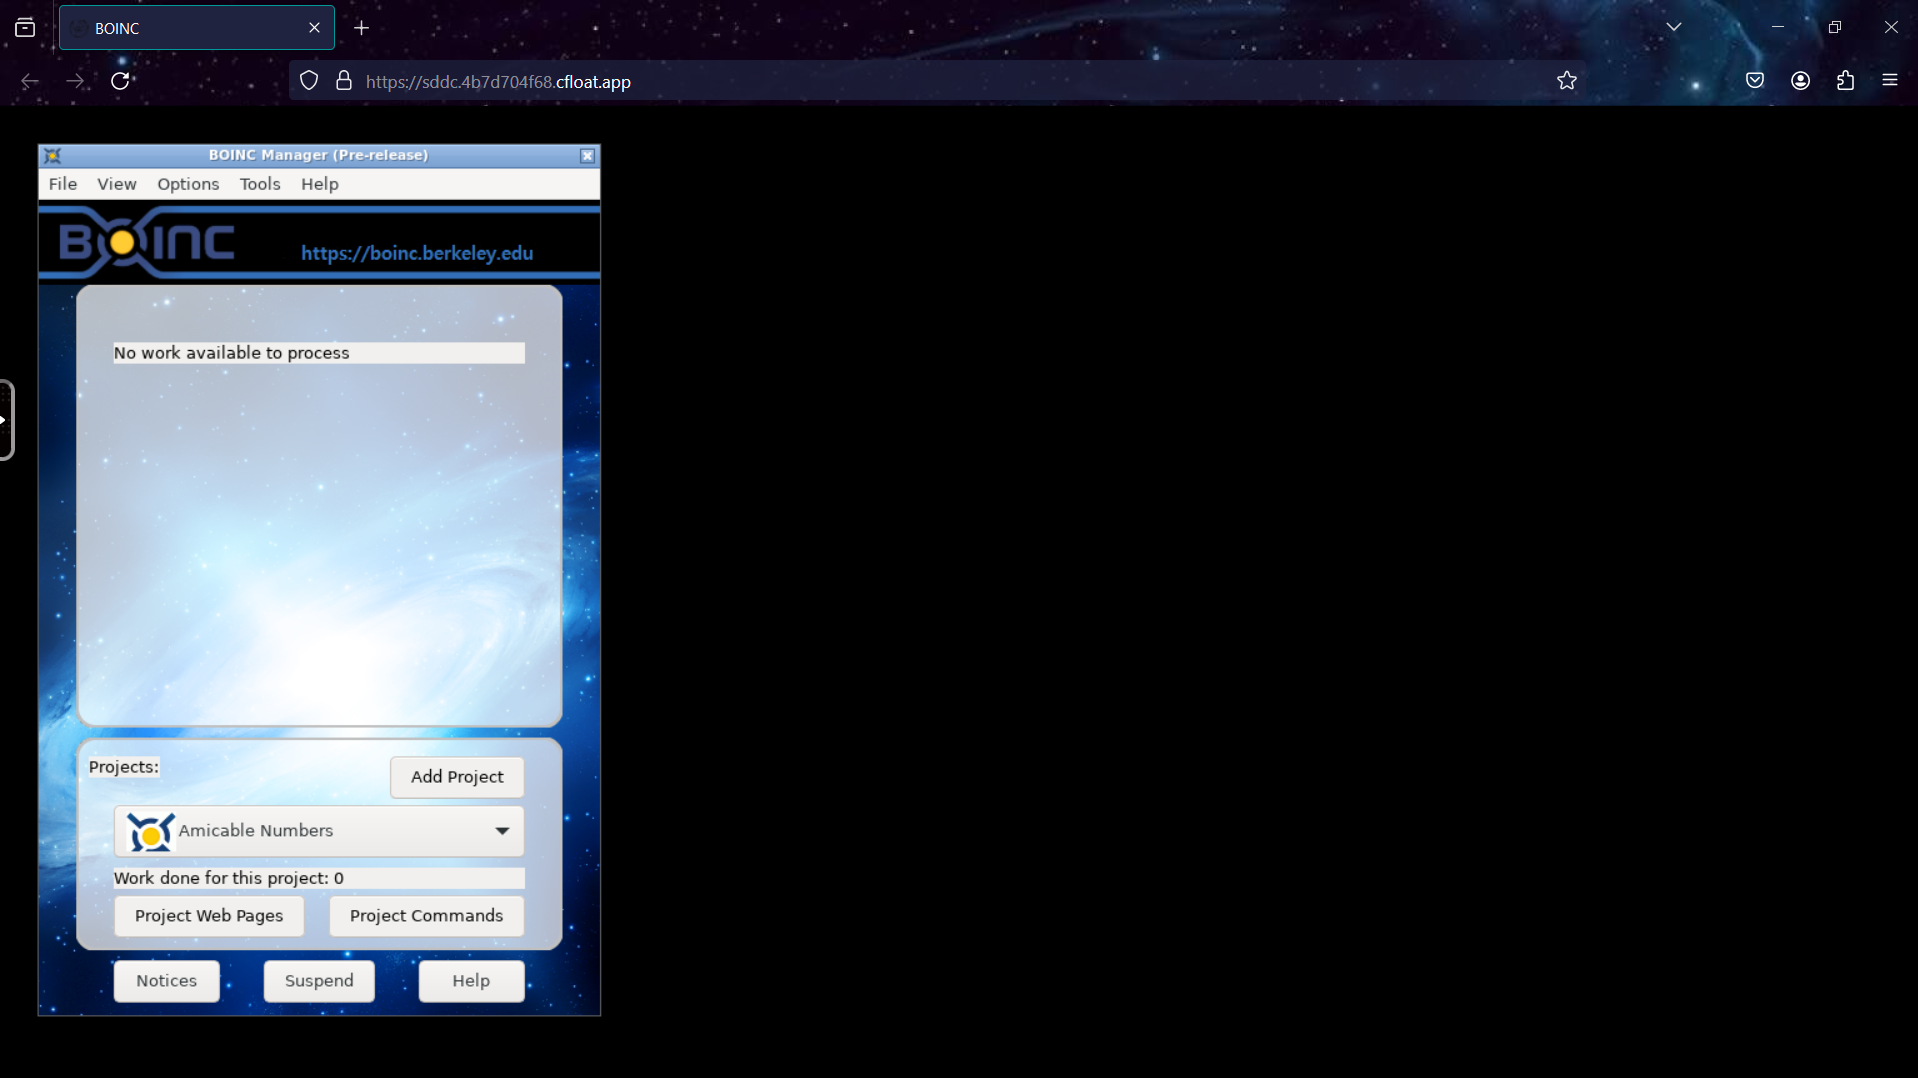 BOINC
https://sddc.4b7d704f68.cfloat.app
BOINC Manager (Pre-release)
File View Options Tools Help
BOINC https://boinc.berkeley.edu
No work available to process
Projects:
Add Project
Amicable Numbers
Work done for this project: 0
Project Web Pages Project Commands
Notices Suspend Help